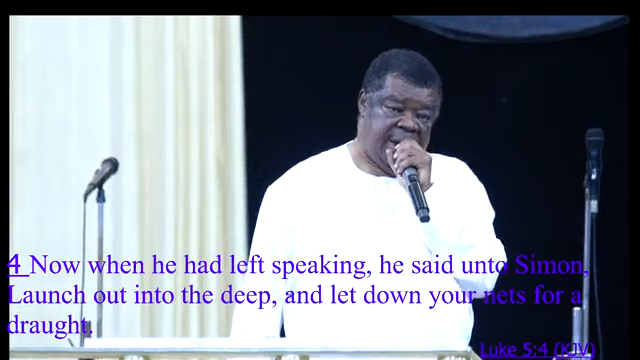 4 Now when he had left speaking, he said unto Simon,
Launch out into the deep, and let down your nets for a
draught.
Luke 5:4 (KJV)